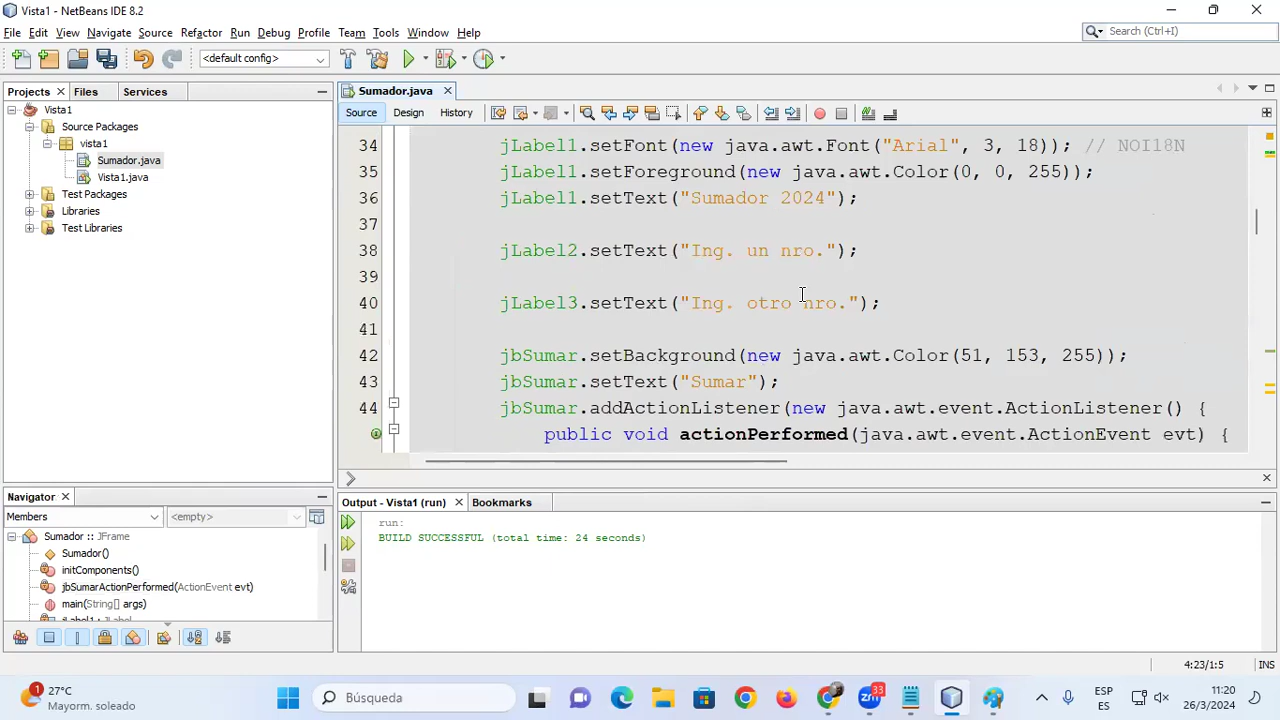 Vista1 - NetBeans IDE 8.2
File Edit View Navigate Source Refactor Run Debug Profile Team Tools Window Help
Search (Ctrl+I)
<default config>
Projects Files Services
Sumador.java
Source Design History
Vista1
Source Packages
vista1
Sumador.java
Vista1.java
Test Packages
Libraries
Test Libraries
34 jLabel1.setFont(new java.awt.Font("Arial", 3, 18)); // NOI18N
35 jLabel1.setForeground(new java.awt.Color(0, 0, 255));
36 jLabel1.setText("Sumador 2024");
37
38 jLabel2.setText("Ing. un nro.");
39
40 jLabel3.setText("Ing. otro nro.");
41
42 jbSumar.setBackground(new java.awt.Color(51, 153, 255));
43 jbSumar.setText("Sumar");
44 jbSumar.addActionListener(new java.awt.event.ActionListener() {
public void actionPerformed(java.awt.event.ActionEvent evt) {
Navigator
Members
<empty>
Sumador :: JFrame
Sumador()
initComponents()
jbSumarActionPerformed(ActionEvent evt)
main(String[] args)
jLabel1 : JLabel
Output - Vista1 (run) Bookmarks
run:
BUILD SUCCESSFUL (total time: 24 seconds)
4:23/1:5 INS
1
27°C
Mayorm. soleado
Búsqueda
33
ESP
ES
11:20
26/3/2024